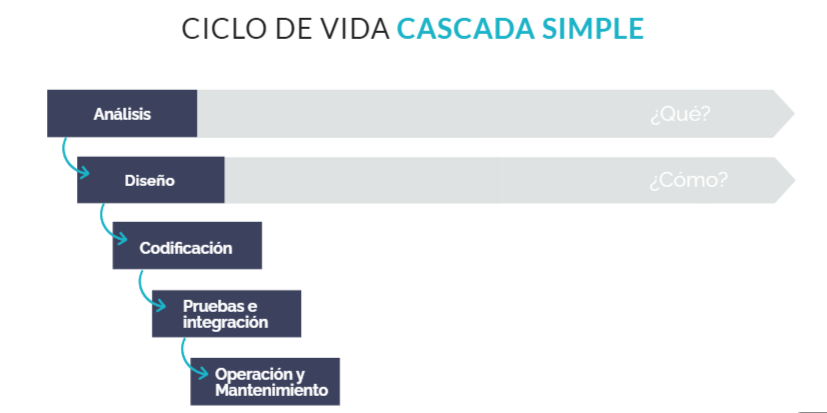 CICLO DE VIDA CASCADA SIMPLE
Análisis
¿Qué?
Diseño
¿Cómo?
Codificación
Pruebas e
integración
Operación y
Mantenimiento